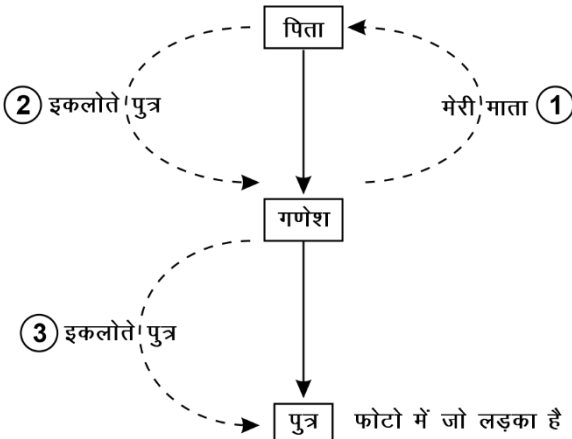 पिता
2 इकलोते पुत्र
मेरी माता 1
गणेश
3 इकलोते पुत्र
पुत्र फोटो में जो लड़का है